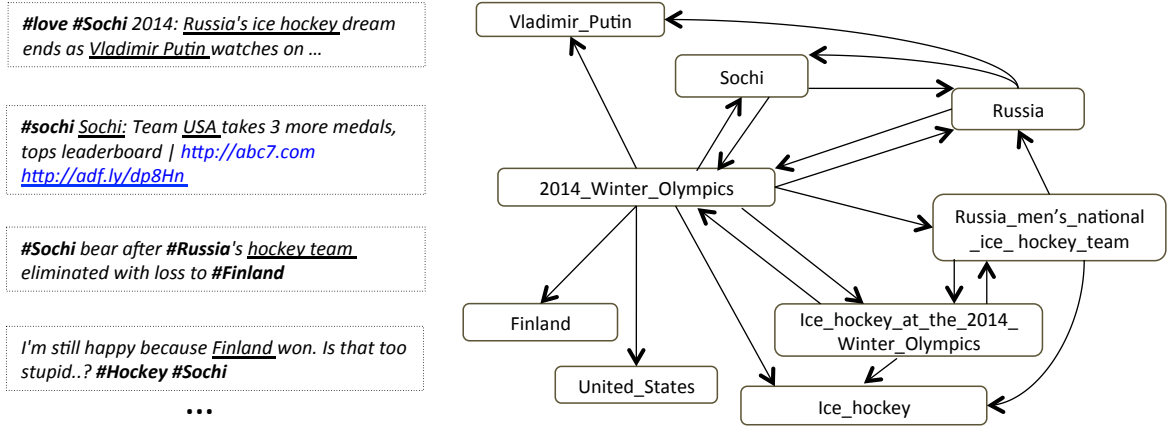 #love #Sochi 2014: Russia's ice hockey dream
ends as Vladimir Putin watches on …
#sochi Sochi: Team USA takes 3 more medals,
tops leaderboard | http://abc7.com
http://adf.ly/dp8Hn
#Sochi bear after #Russia's hockey team
eliminated with loss to #Finland
I'm still happy because Finland won. Is that too
stupid..? #Hockey #Sochi
...
Vladimir_Putin
Sochi
Russia
2014_Winter_Olympics
Russia_men's_national
_ice_ hockey_team
Finland
Ice_hockey_at_the_2014_
Winter_Olympics
United_States
Ice_hockey